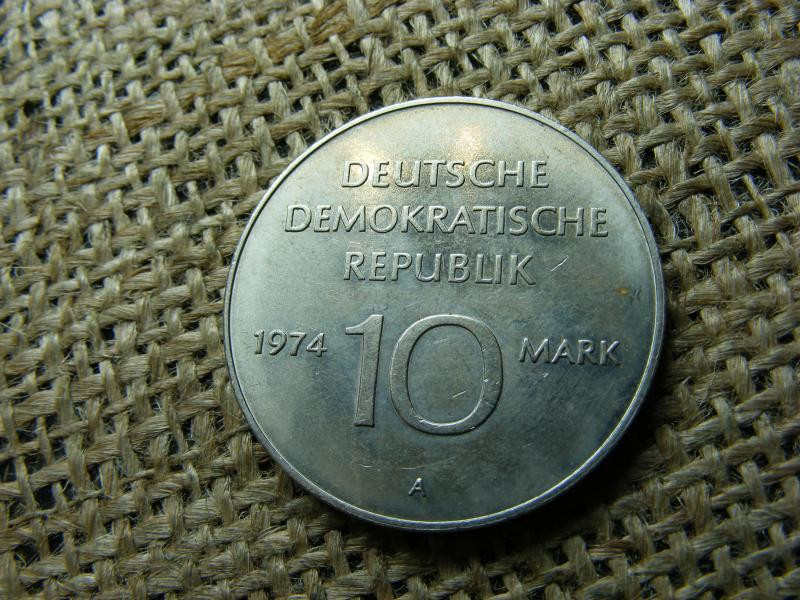 DEUTSCHE
DEMOKRATISCHE
REPUBLIK
1974 10 MARK
A